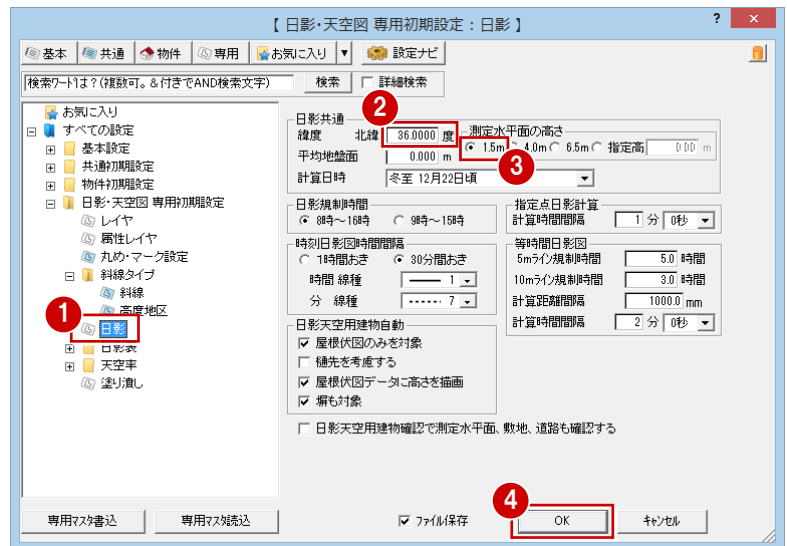 【 日影・天空図 専用初期設定：日影 】
? ×
基本 共通 物件 専用 お気に入り ▼ 設定ナビ
検索ワードは？(複数可。＆付きでAND検索文字) 検索 詳細検索
お気に入り
すべての設定
基本設定
共通初期設定
物件初期設定
日影・天空図 専用初期設定
レイヤ
属性レイヤ
丸め・マーク設定
斜線タイプ
斜線
高度地区
1
日影
日影表
天空率
塗り潰し
2
日影共通
緯度 北緯 36.0000 度
平均地盤面 0.000 m
計算日時 冬至 12月22日頃
測定水平面の高さ
1.5m 4.0m 6.5m 指定高 0.00 m
3
日影規制時間
8時～16時 9時～15時
指定点日影計算
計算時間間隔 1 分 0秒
時刻日影図時間間隔
1時間おき 30分間おき
時間 線種 1
分 線種 7
等時間日影図
5mライン規制時間 5.0 時間
10mライン規制時間 3.0 時間
計算距離間隔 1000.0 mm
計算時間間隔 2 分 0秒
日影天空用建物自動
屋根伏図のみを対象
樋先を考慮する
屋根伏図データに高さを描画
塀も対象
日影天空用建物確認で測定水平面、敷地、道路も確認する
4
専用マスタ書込 専用マスタ読込 ファイル保存 OK キャンセル